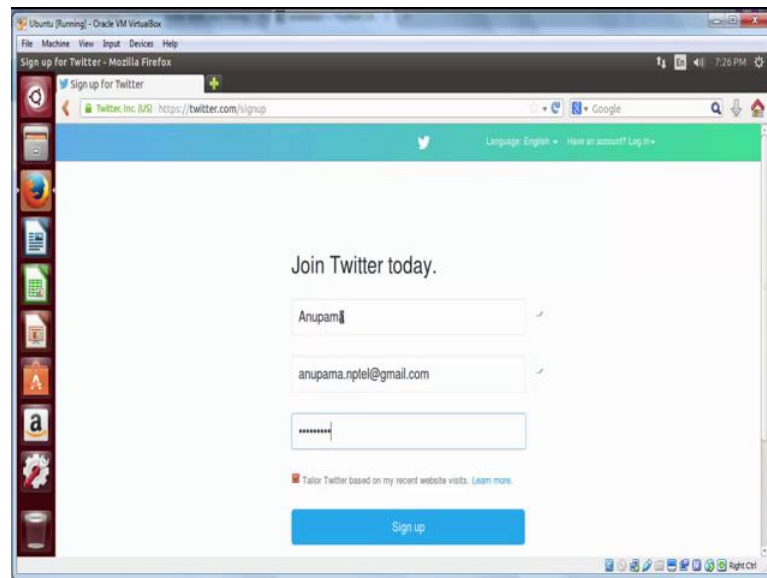 Ubuntu [Running] - Oracle VM VirtualBox
File Machine View Input Devices Help
Sign up for Twitter - Mozilla Firefox
En 7:26 PM
Sign up for Twitter
Twitter, Inc. (US) https://twitter.com/signup
Google
Language: English Have an account? Log in
Join Twitter today.
Anupama
anupama.nptel@gmail.com
•••••••••
Tailor Twitter based on my recent website visits. Learn more.
Sign up
Right Ctrl